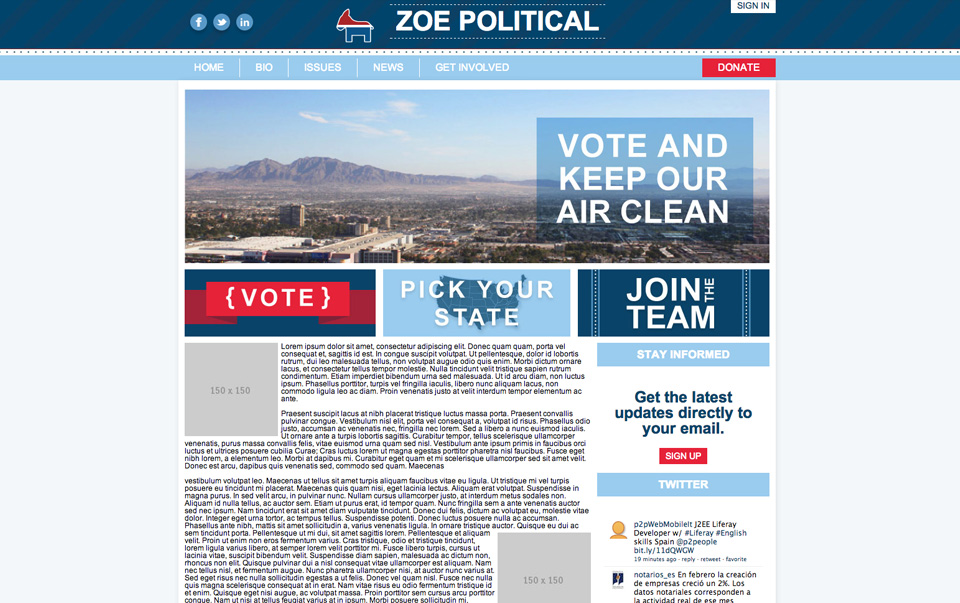 SIGN IN
ZOE POLITICAL
HOME
BIO
ISSUES
NEWS
GET INVOLVED
DONATE
VOTE AND
KEEP OUR
AIR CLEAN
{ VOTE }
PICK YOUR
STATE
JOIN THE
TEAM
150 x 150
Lorem ipsum dolor sit amet, consectetur adipiscing elit. Donec quam quam, porta vel
consequat et, sagittis id est. In congue suscipit volutpat. Ut pellentesque, dolor id lobortis
rutrum, dui leo malesuada tellus, non volutpat augue odio quis enim. Morbi dictum ornare
lacus, et consectetur tellus tempor molestie. Nulla tincidunt velit tristique sapien rutrum
condimentum. Etiam imperdiet bibendum urna sed malesuada. Ut id arcu diam, non luctus
ipsum. Phasellus porttitor, turpis vel fringilla iaculis, libero nunc aliquam lacus, non
commodo ligula leo ac diam. Proin venenatis justo at velit interdum tempor elementum ac
ante.
Praesent suscipit lacus at nibh placerat tristique luctus massa porta. Praesent convallis
pulvinar congue. Vestibulum nisl elit, porta vel consequat a, volutpat id risus. Phasellus odio
justo, accumsan ac venenatis nec, fringilla nec lorem. Sed a libero a nunc euismod iaculis.
Ut ornare ante a turpis lobortis sagittis. Curabitur tempor, tellus scelerisque ullamcorper
venenatis, purus massa convallis felis, vitae euismod urna quam sed nisl. Vestibulum ante ipsum primis in faucibus orci
luctus et ultrices posuere cubilia Curae; Cras luctus lorem ut magna egestas porttitor pharetra nisl faucibus. Fusce eget
nibh lorem, a elementum leo. Morbi at dapibus mi. Curabitur eget quam et mi scelerisque ullamcorper sed sit amet velit.
Donec est arcu, dapibus quis venenatis sed, commodo sed quam. Maecenas
vestibulum volutpat leo. Maecenas ut tellus sit amet turpis aliquam faucibus vitae eu ligula. Ut tristique mi vel turpis
posuere eu tincidunt mi placerat. Maecenas quis quam nisi, eget lacinia lectus. Aliquam erat volutpat. Suspendisse in
magna purus. In sed velit arcu, in pulvinar nunc. Nullam cursus ullamcorper justo, at interdum metus sodales non.
Aliquam id nulla tellus, ac auctor sem. Etiam ut purus erat, id tempor quam. Nunc fringilla sem a ante venenatis auctor
sed nec ipsum. Nam tincidunt erat sit amet diam vulputate tincidunt. Donec dui felis, dictum ac volutpat eu, molestie vitae
dolor. Integer eget urna tortor, ac tempus tellus. Suspendisse potenti. Donec luctus posuere nulla ac accumsan.
Phasellus ante nibh, mattis sit amet sollicitudin a, varius venenatis ligula. In ornare tristique auctor. Quisque eu dui ac
sem tincidunt porta. Pellentesque ut mi dui, sit amet sagittis lorem. Pellentesque et aliquam
velit. Proin ut enim non eros fermentum varius. Cras tristique, odio et tristique tincidunt,
lorem ligula varius libero, at semper lorem velit porttitor mi. Fusce libero turpis, cursus ut
lacinia vitae, suscipit bibendum velit. Suspendisse diam sapien, malesuada ac dictum non,
rhoncus non elit. Quisque pulvinar dui a nisl consequat vitae ullamcorper est aliquam. Nam
nec tellus nisl, et fermentum augue. Nunc pharetra ullamcorper nisi, at auctor nunc varius at.
Sed eget risus nec nulla sollicitudin egestas a ut felis. Donec vel quam nisl. Fusce nec nulla
quis magna scelerisque consequat at in erat. Nam vitae risus eu odio fermentum tristique id
et enim. Quisque eget nisi augue, ac volutpat massa. Proin porttitor sem cursus arcu porttitor
congue. Nam ut nisi at tellus feugiat varius at in ipsum. Morbi posuere sollicitudin mi.
150 x 150
STAY INFORMED
Get the latest
updates directly to
your email.
SIGN UP
TWITTER
p2pWebMobileIt J2EE Liferay
Developer w/ #Liferay #English
skills Spain @p2people
bit.ly/11dQWGW
19 minutes ago · reply · retweet · favorite
notarios_es En febrero la creación
de empresas creció un 2%. Los
datos notariales corresponden a
la actividad real de ese mes